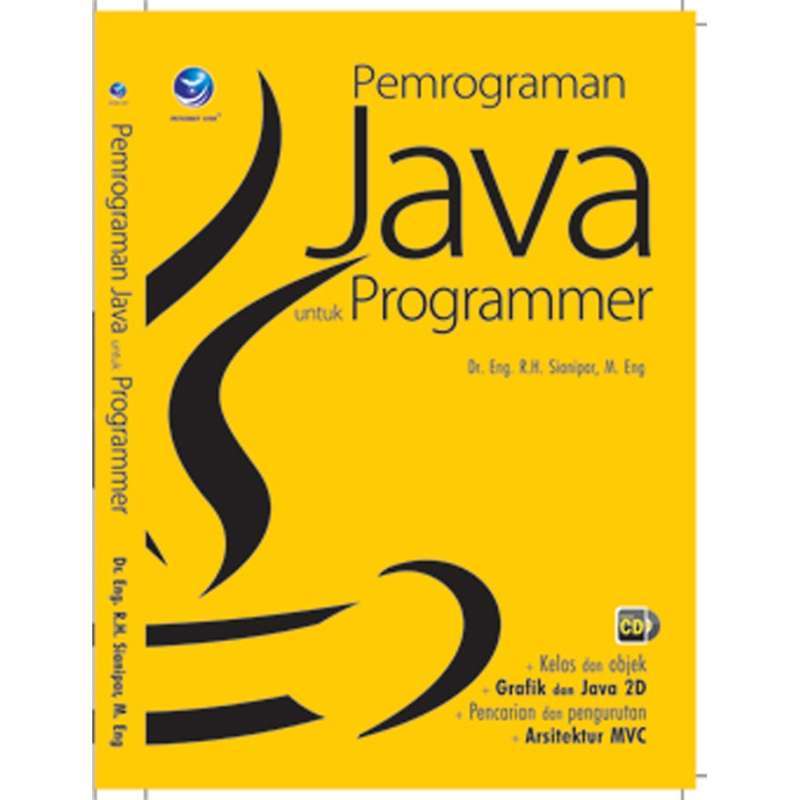 Pemrograman
Java
untuk Programmer
Dr. Eng. R.H. Sianipar, M. Eng
CD
+ Kelas dan objek
+ Grafik dan Java 2D
+ Pencarian dan pengurutan
+ Arsitektur MVC
Pemrograman Java untuk Programmer
Dr. Eng. R.H. Sianipar, M. Eng